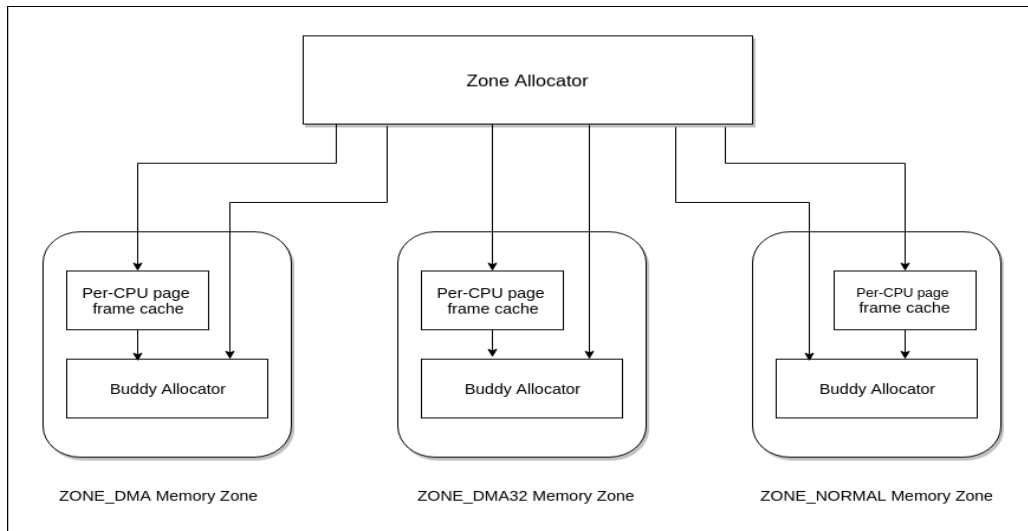 Zone Allocator
Per-CPU page
frame cache
Per-CPU page
frame cache
Per-CPU page
frame cache
Buddy Allocator
Buddy Allocator
Buddy Allocator
ZONE_DMA Memory Zone
ZONE_DMA32 Memory Zone
ZONE_NORMAL Memory Zone